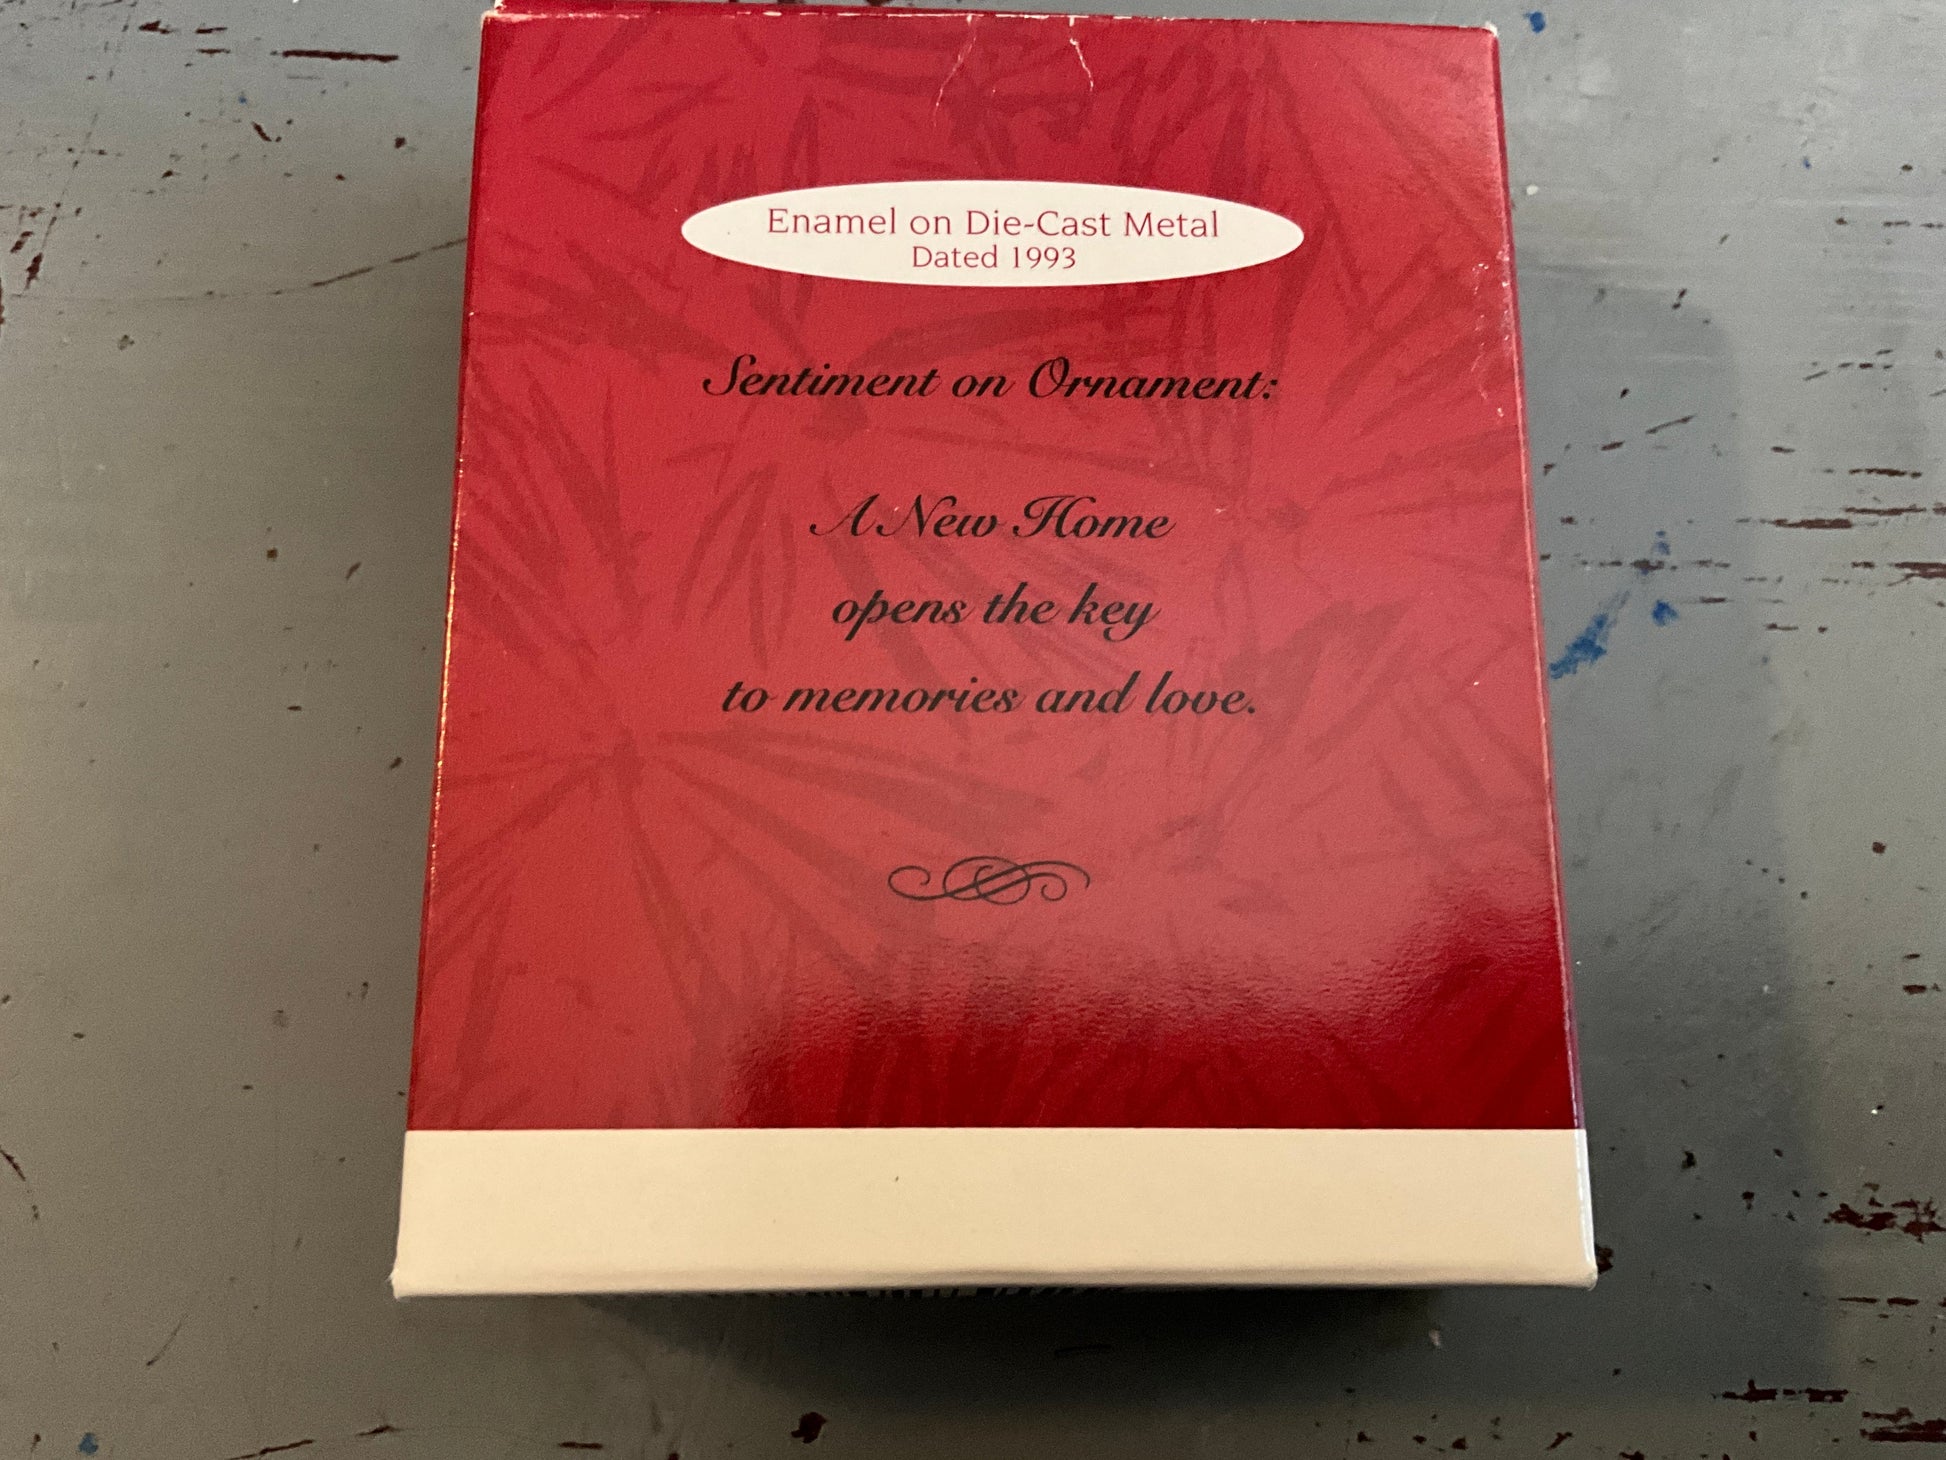 Enamel on Die-Cast Metal
Dated 1993
Sentiment on Ornament:
A New Home
opens the key
to memories and love.